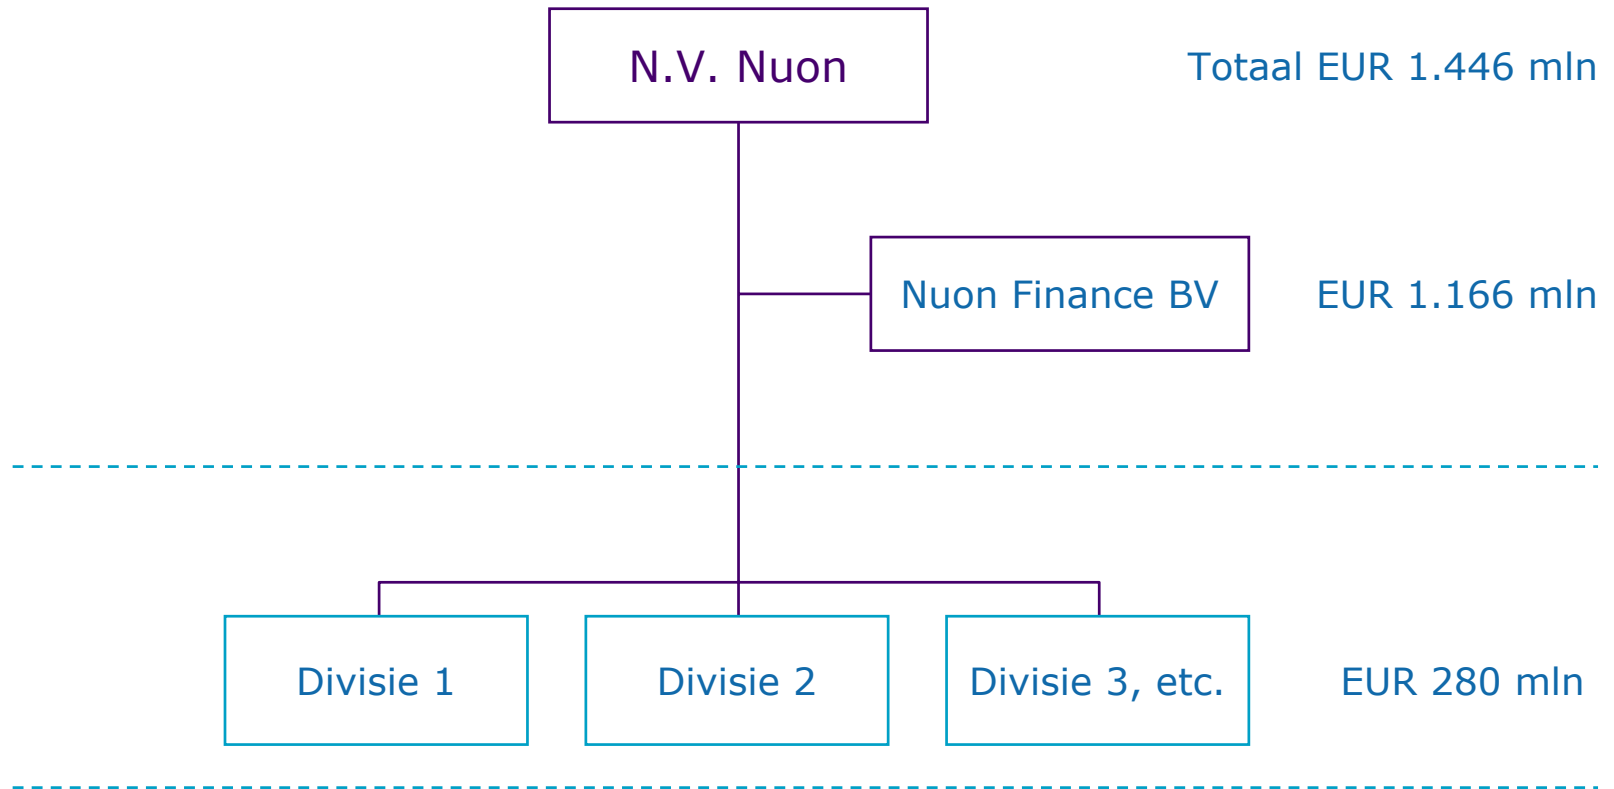 N.V. Nuon
Totaal EUR 1.446 mln
Nuon Finance BV
EUR 1.166 mln
Divisie 1
Divisie 2
Divisie 3, etc.
EUR 280 mln